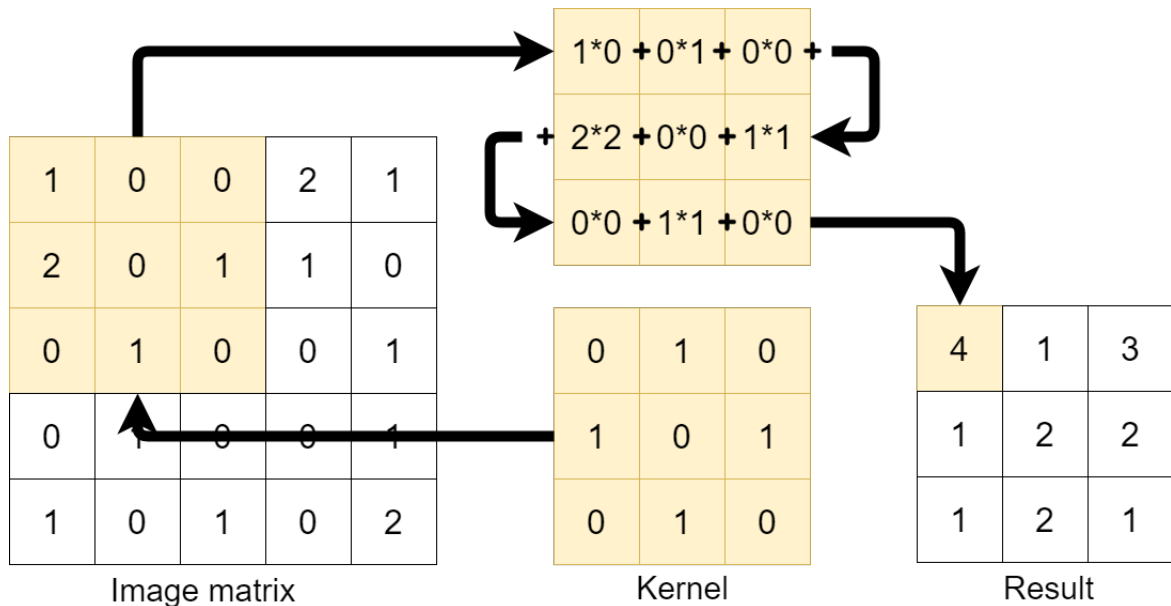 1*0 + 0*1 + 0*0 +
+ 2*2 + 0*0 + 1*1
0*0 + 1*1 + 0*0
1 0 0 2 1
2 0 1 1 0
0 1 0 0 1
0 1 0 0 1
1 0 1 0 2
Image matrix
0 1 0
1 0 1
0 1 0
Kernel
4 1 3
1 2 2
1 2 1
Result